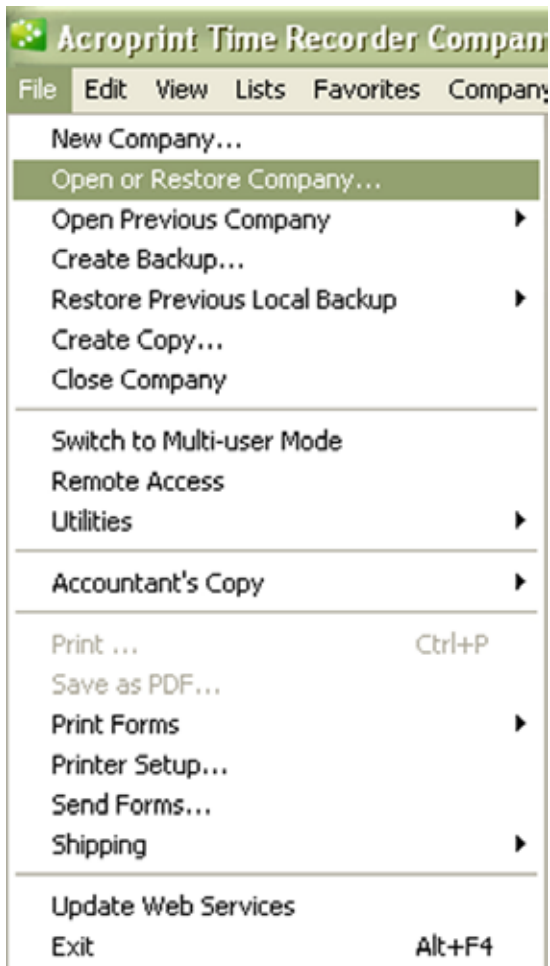 Acroprint Time Recorder Compan
File Edit View Lists Favorites Company
New Company...
Open or Restore Company...
Open Previous Company
Create Backup...
Restore Previous Local Backup
Create Copy...
Close Company
Switch to Multi-user Mode
Remote Access
Utilities
Accountant's Copy
Print ... Ctrl+P
Save as PDF...
Print Forms
Printer Setup...
Send Forms...
Shipping
Update Web Services
Exit Alt+F4